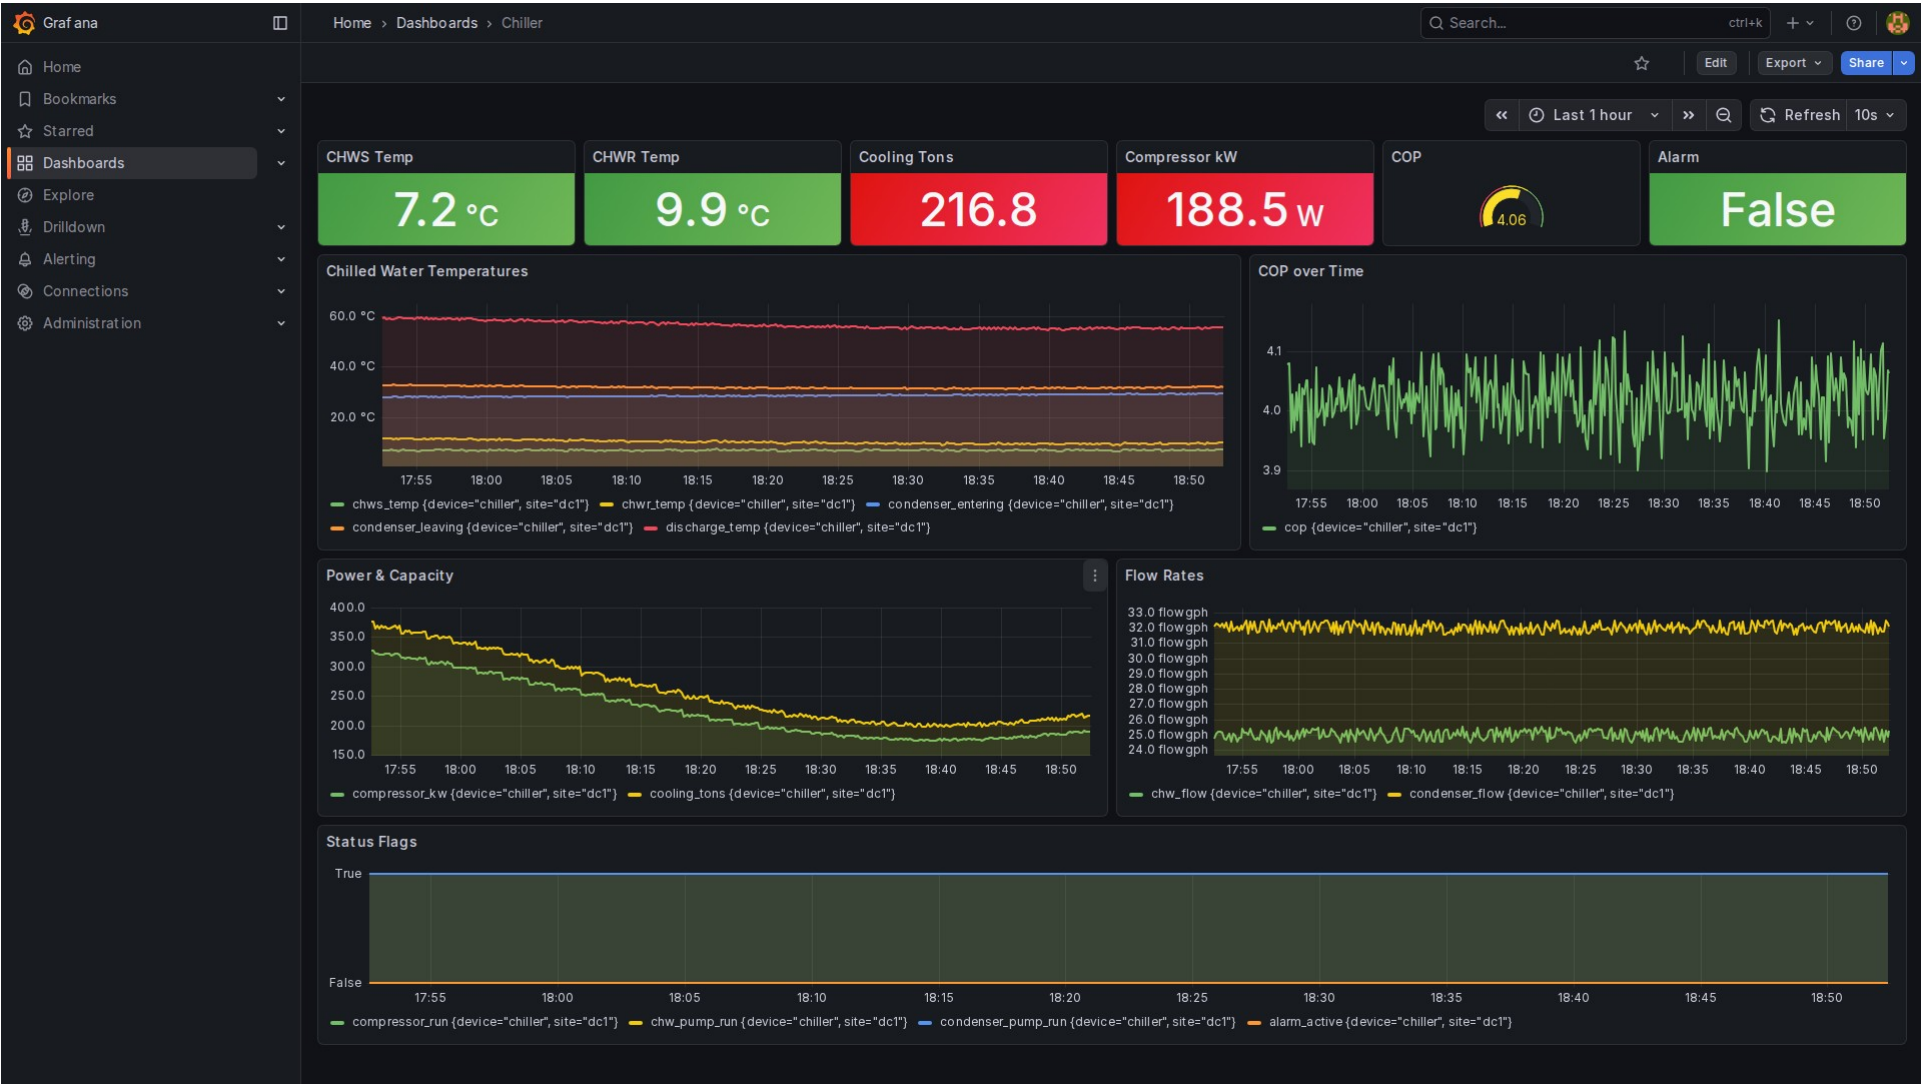 Grafana
Home › Dashboards › Chiller
Search...
ctrl+k
Home
Bookmarks
Starred
Dashboards
Explore
Drilldown
Alerting
Connections
Administration
Edit
Export
Share
Last 1 hour
Refresh
10s
CHWS Temp
7.2 °C
CHWR Temp
9.9 °C
Cooling Tons
216.8
Compressor kW
188.5 W
COP
4.06
Alarm
False
Chilled Water Temperatures
60.0 °C
40.0 °C
20.0 °C
17:55 18:00 18:05 18:10 18:15 18:20 18:25 18:30 18:35 18:40 18:45 18:50
chws_temp {device="chiller", site="dc1"} chwr_temp {device="chiller", site="dc1"} condenser_entering {device="chiller", site="dc1"}
condenser_leaving {device="chiller", site="dc1"} discharge_temp {device="chiller", site="dc1"}
COP over Time
4.1
4.0
3.9
17:55 18:00 18:05 18:10 18:15 18:20 18:25 18:30 18:35 18:40 18:45 18:50
cop {device="chiller", site="dc1"}
Power & Capacity
400.0
350.0
300.0
250.0
200.0
150.0
17:55 18:00 18:05 18:10 18:15 18:20 18:25 18:30 18:35 18:40 18:45 18:50
compressor_kw {device="chiller", site="dc1"} cooling_tons {device="chiller", site="dc1"}
Flow Rates
33.0 flowgph
32.0 flowgph
31.0 flowgph
30.0 flowgph
29.0 flowgph
28.0 flowgph
27.0 flowgph
26.0 flowgph
25.0 flowgph
24.0 flowgph
17:55 18:00 18:05 18:10 18:15 18:20 18:25 18:30 18:35 18:40 18:45 18:50
chw_flow {device="chiller", site="dc1"} condenser_flow {device="chiller", site="dc1"}
Status Flags
True
False
17:55 18:00 18:05 18:10 18:15 18:20 18:25 18:30 18:35 18:40 18:45 18:50
compressor_run {device="chiller", site="dc1"} chw_pump_run {device="chiller", site="dc1"} condenser_pump_run {device="chiller", site="dc1"} alarm_active {device="chiller", site="dc1"}